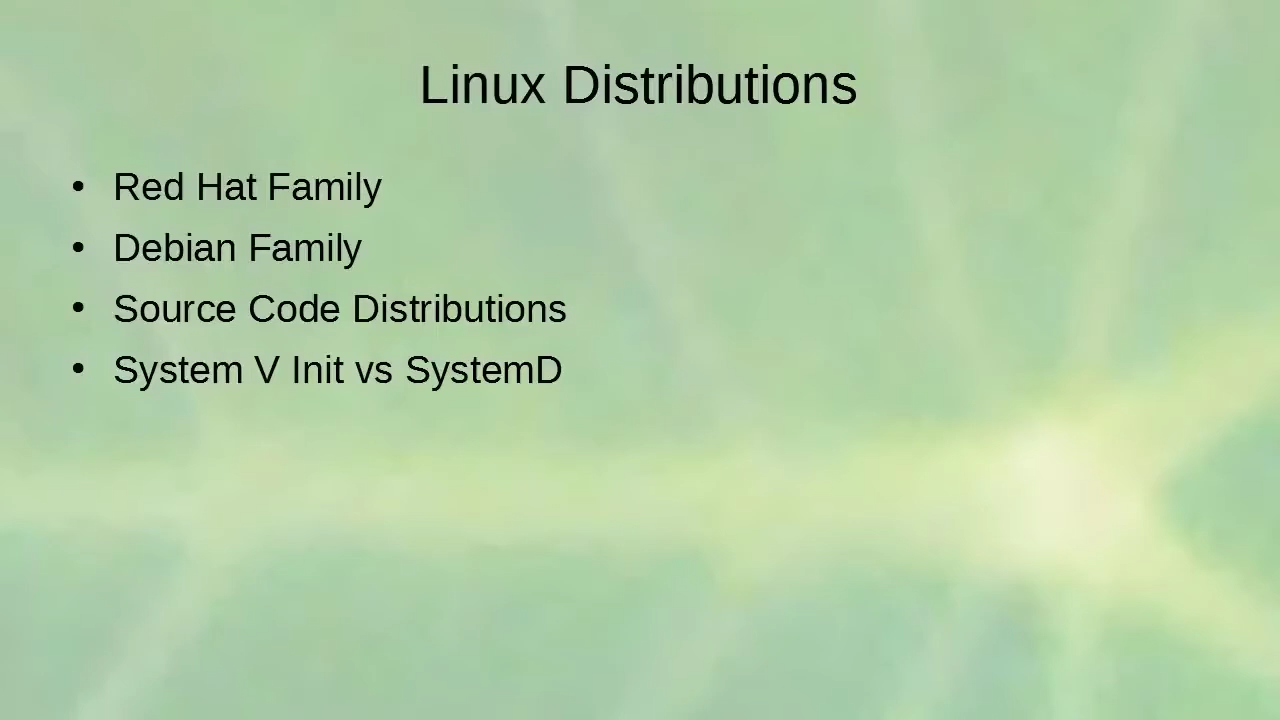 Linux Distributions
• Red Hat Family
• Debian Family
• Source Code Distributions
• System V Init vs SystemD